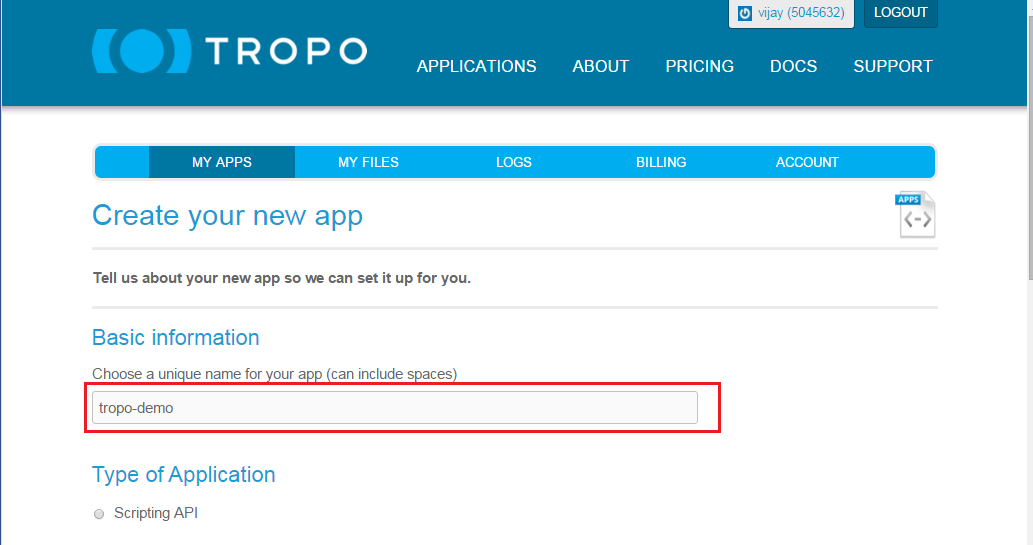 vijay (5045632) LOGOUT
TROPO
APPLICATIONS ABOUT PRICING DOCS SUPPORT
MY APPS MY FILES LOGS BILLING ACCOUNT
Create your new app
APPS
Tell us about your new app so we can set it up for you.
Basic information
Choose a unique name for your app (can include spaces)
tropo-demo
Type of Application
Scripting API